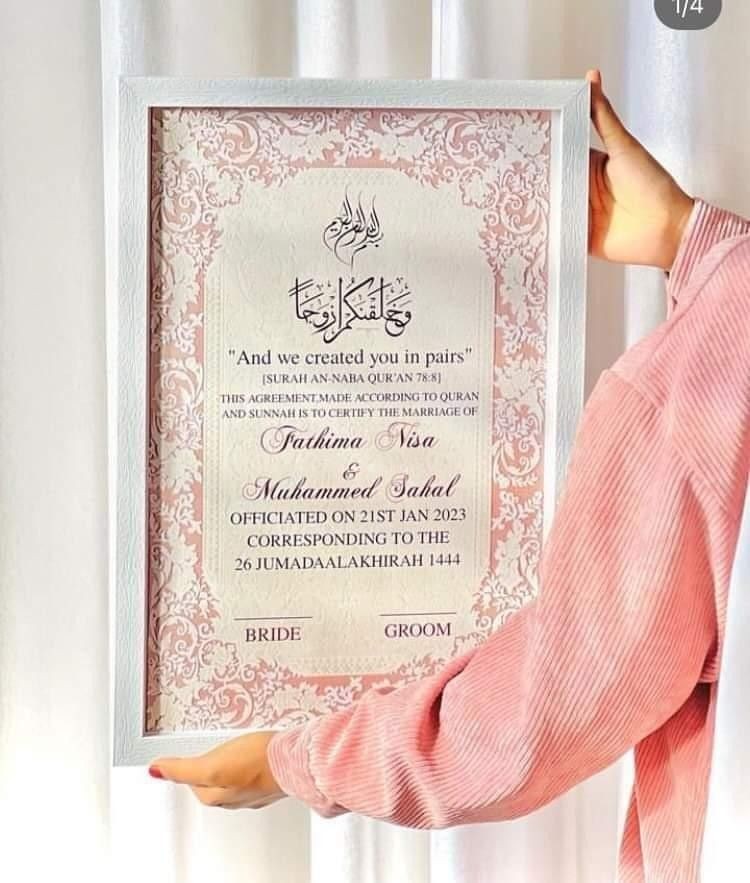 1/4
بسم الله الرحمن الرحيم
وَخَلَقْنَكُمْ أَزْوَجًا
"And we created you in pairs"
[SURAH AN-NABA QUR'AN 78:8]
THIS AGREEMENT,MADE ACCORDING TO QURAN
AND SUNNAH IS TO CERTIFY THE MARRIAGE OF
Fathima Nisa
&
Muhammed Sahal
OFFICIATED ON 21ST JAN 2023
CORRESPONDING TO THE
26 JUMADAALAKHIRAH 1444
BRIDE GROOM